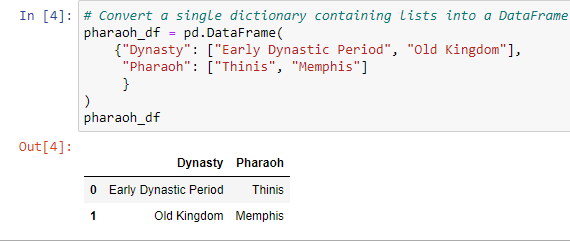 In [4]: # Convert a single dictionary containing lists into a DataFrame
pharaoh_df = pd.DataFrame(
{"Dynasty": ["Early Dynastic Period", "Old Kingdom"],
"Pharaoh": ["Thinis", "Memphis"]
}
)
pharaoh_df
Out[4]:
Dynasty Pharaoh
0 Early Dynastic Period Thinis
1 Old Kingdom Memphis